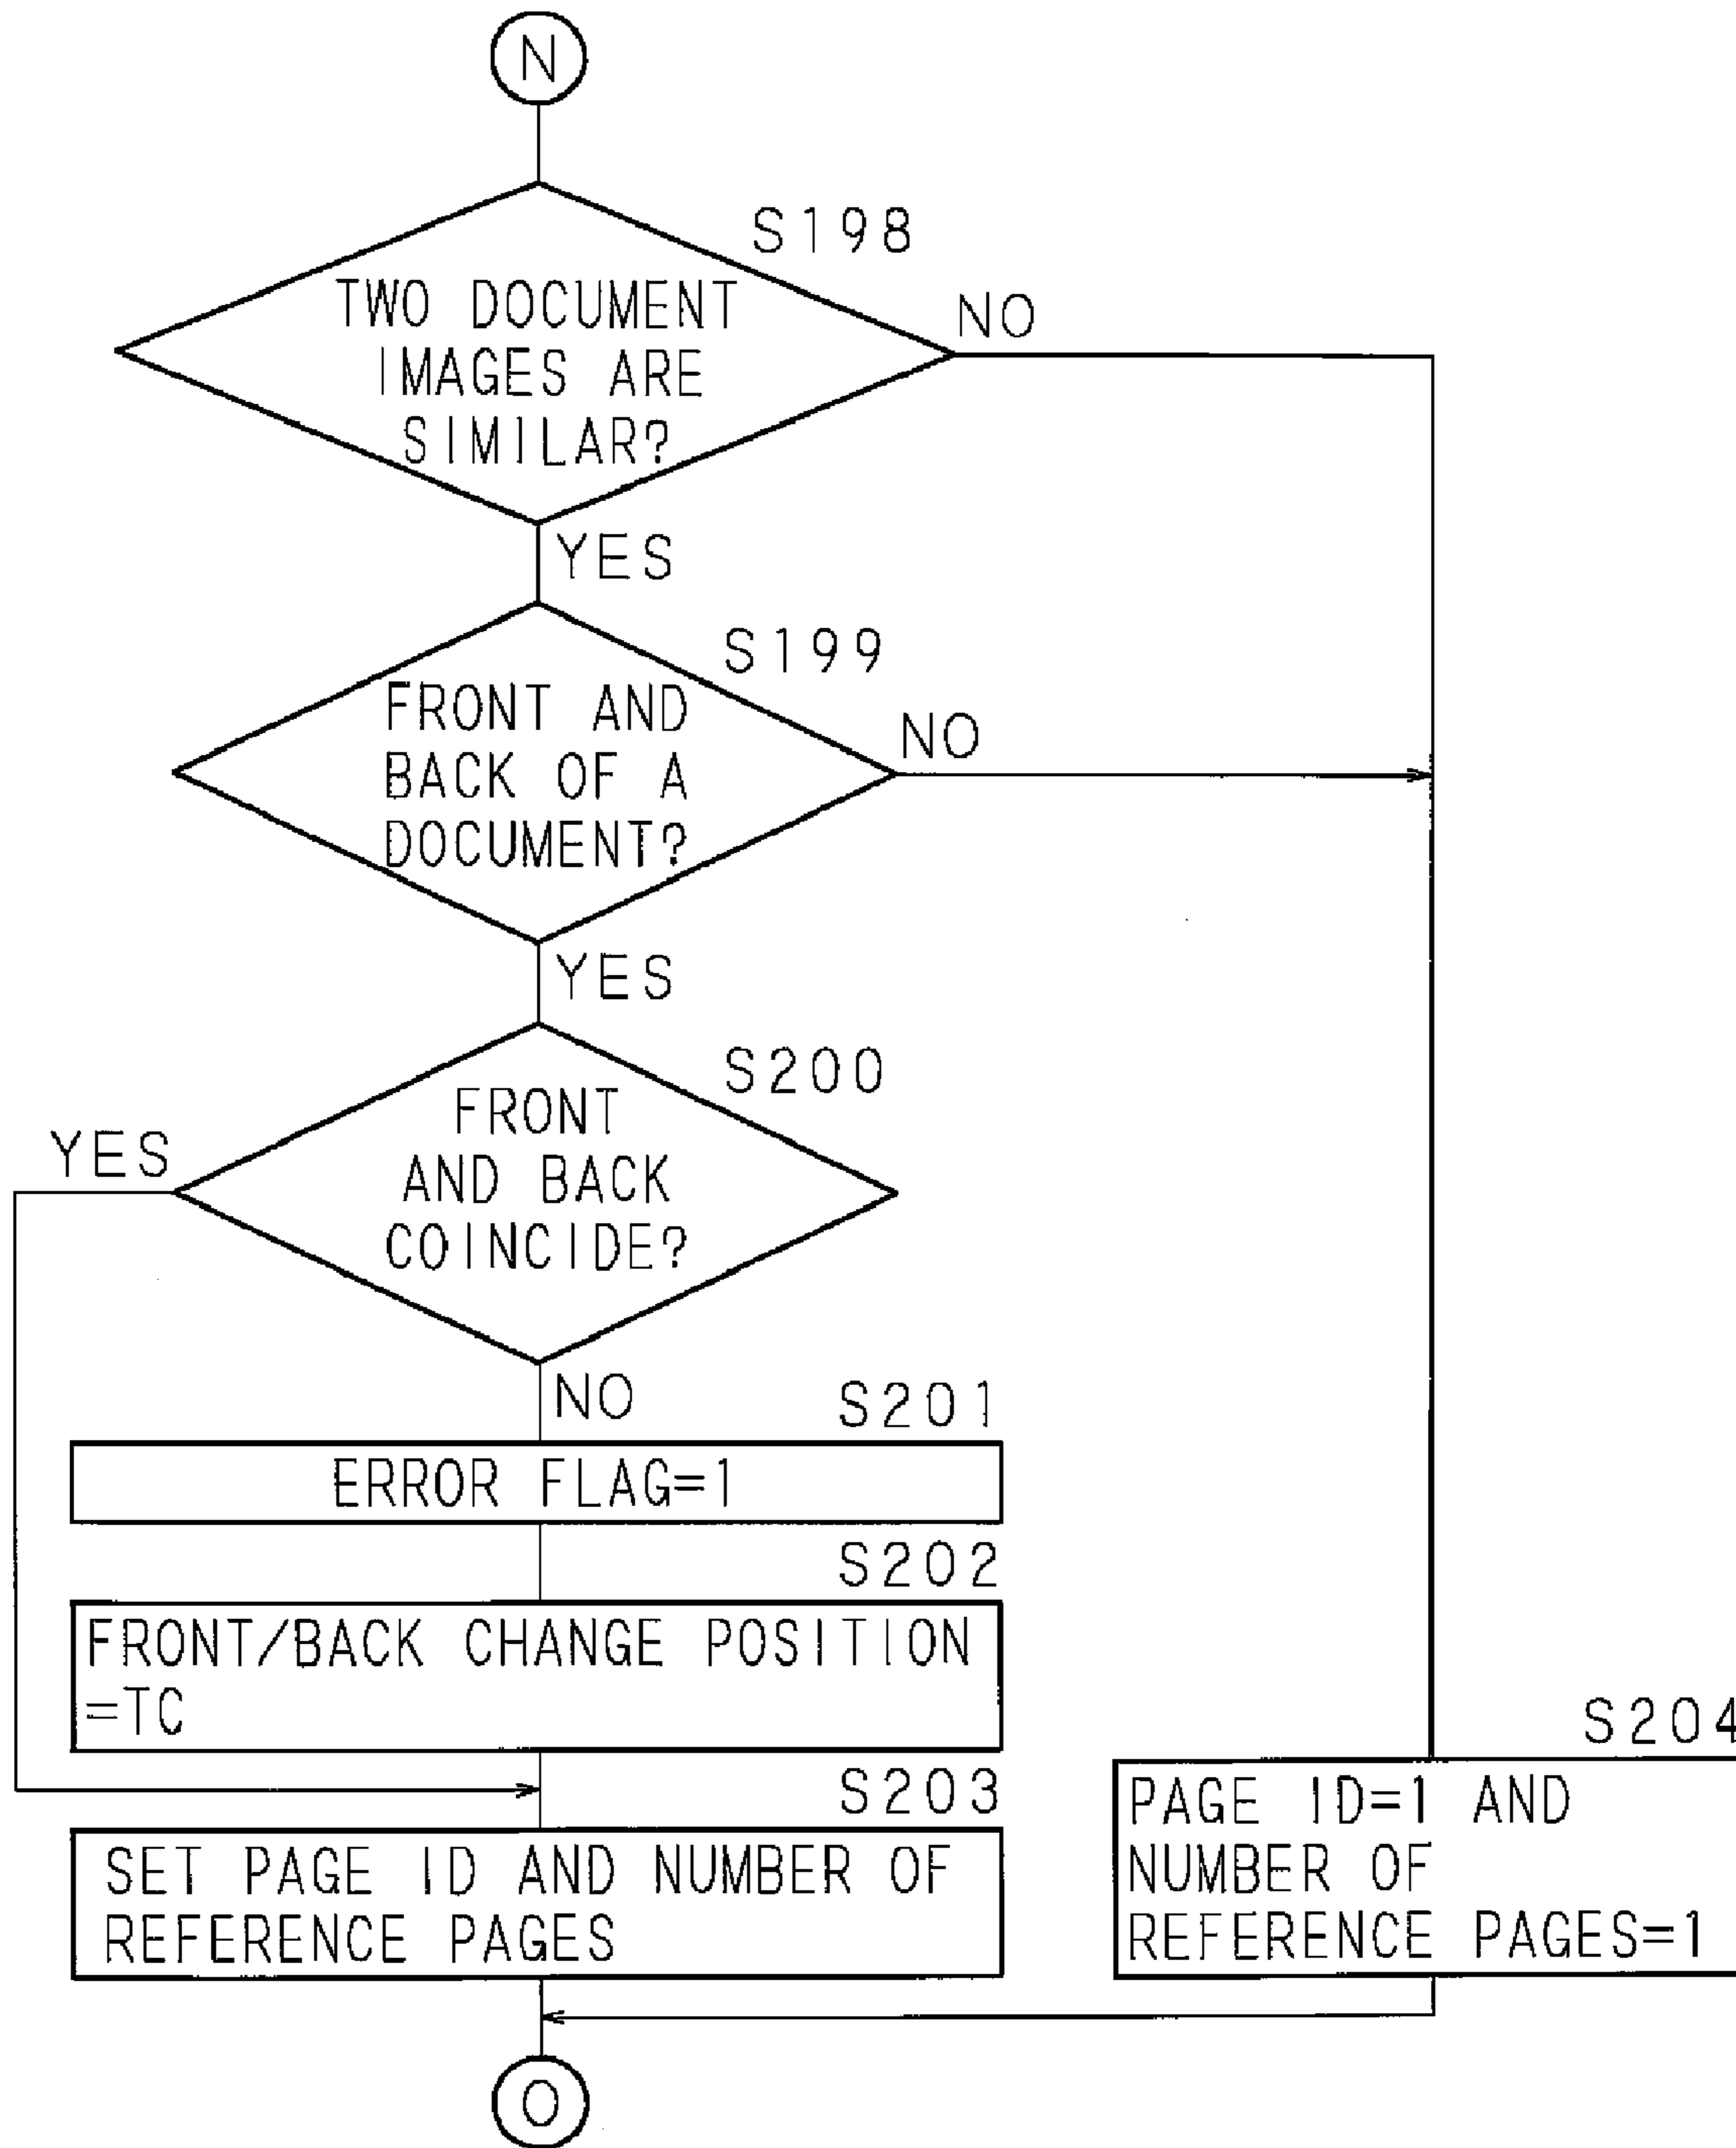 N
S198
TWO DOCUMENT
IMAGES ARE
SIMILAR?
NO
YES
S199
FRONT AND
BACK OF A
DOCUMENT?
NO
YES
S200
FRONT
AND BACK
COINCIDE?
YES
NO
S201
ERROR FLAG=1
S202
FRONT/BACK CHANGE POSITION
=TC
S203
SET PAGE ID AND NUMBER OF
REFERENCE PAGES
S204
PAGE ID=1 AND
NUMBER OF
REFERENCE PAGES=1
O